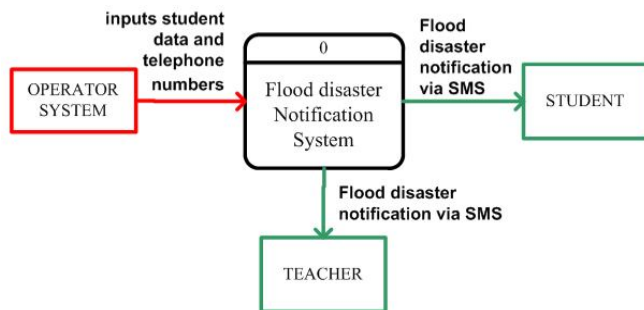 inputs student
data and
telephone
numbers
OPERATOR
SYSTEM
0
Flood disaster
Notification
System
Flood
disaster
notification
via SMS
STUDENT
Flood disaster
notification via SMS
TEACHER